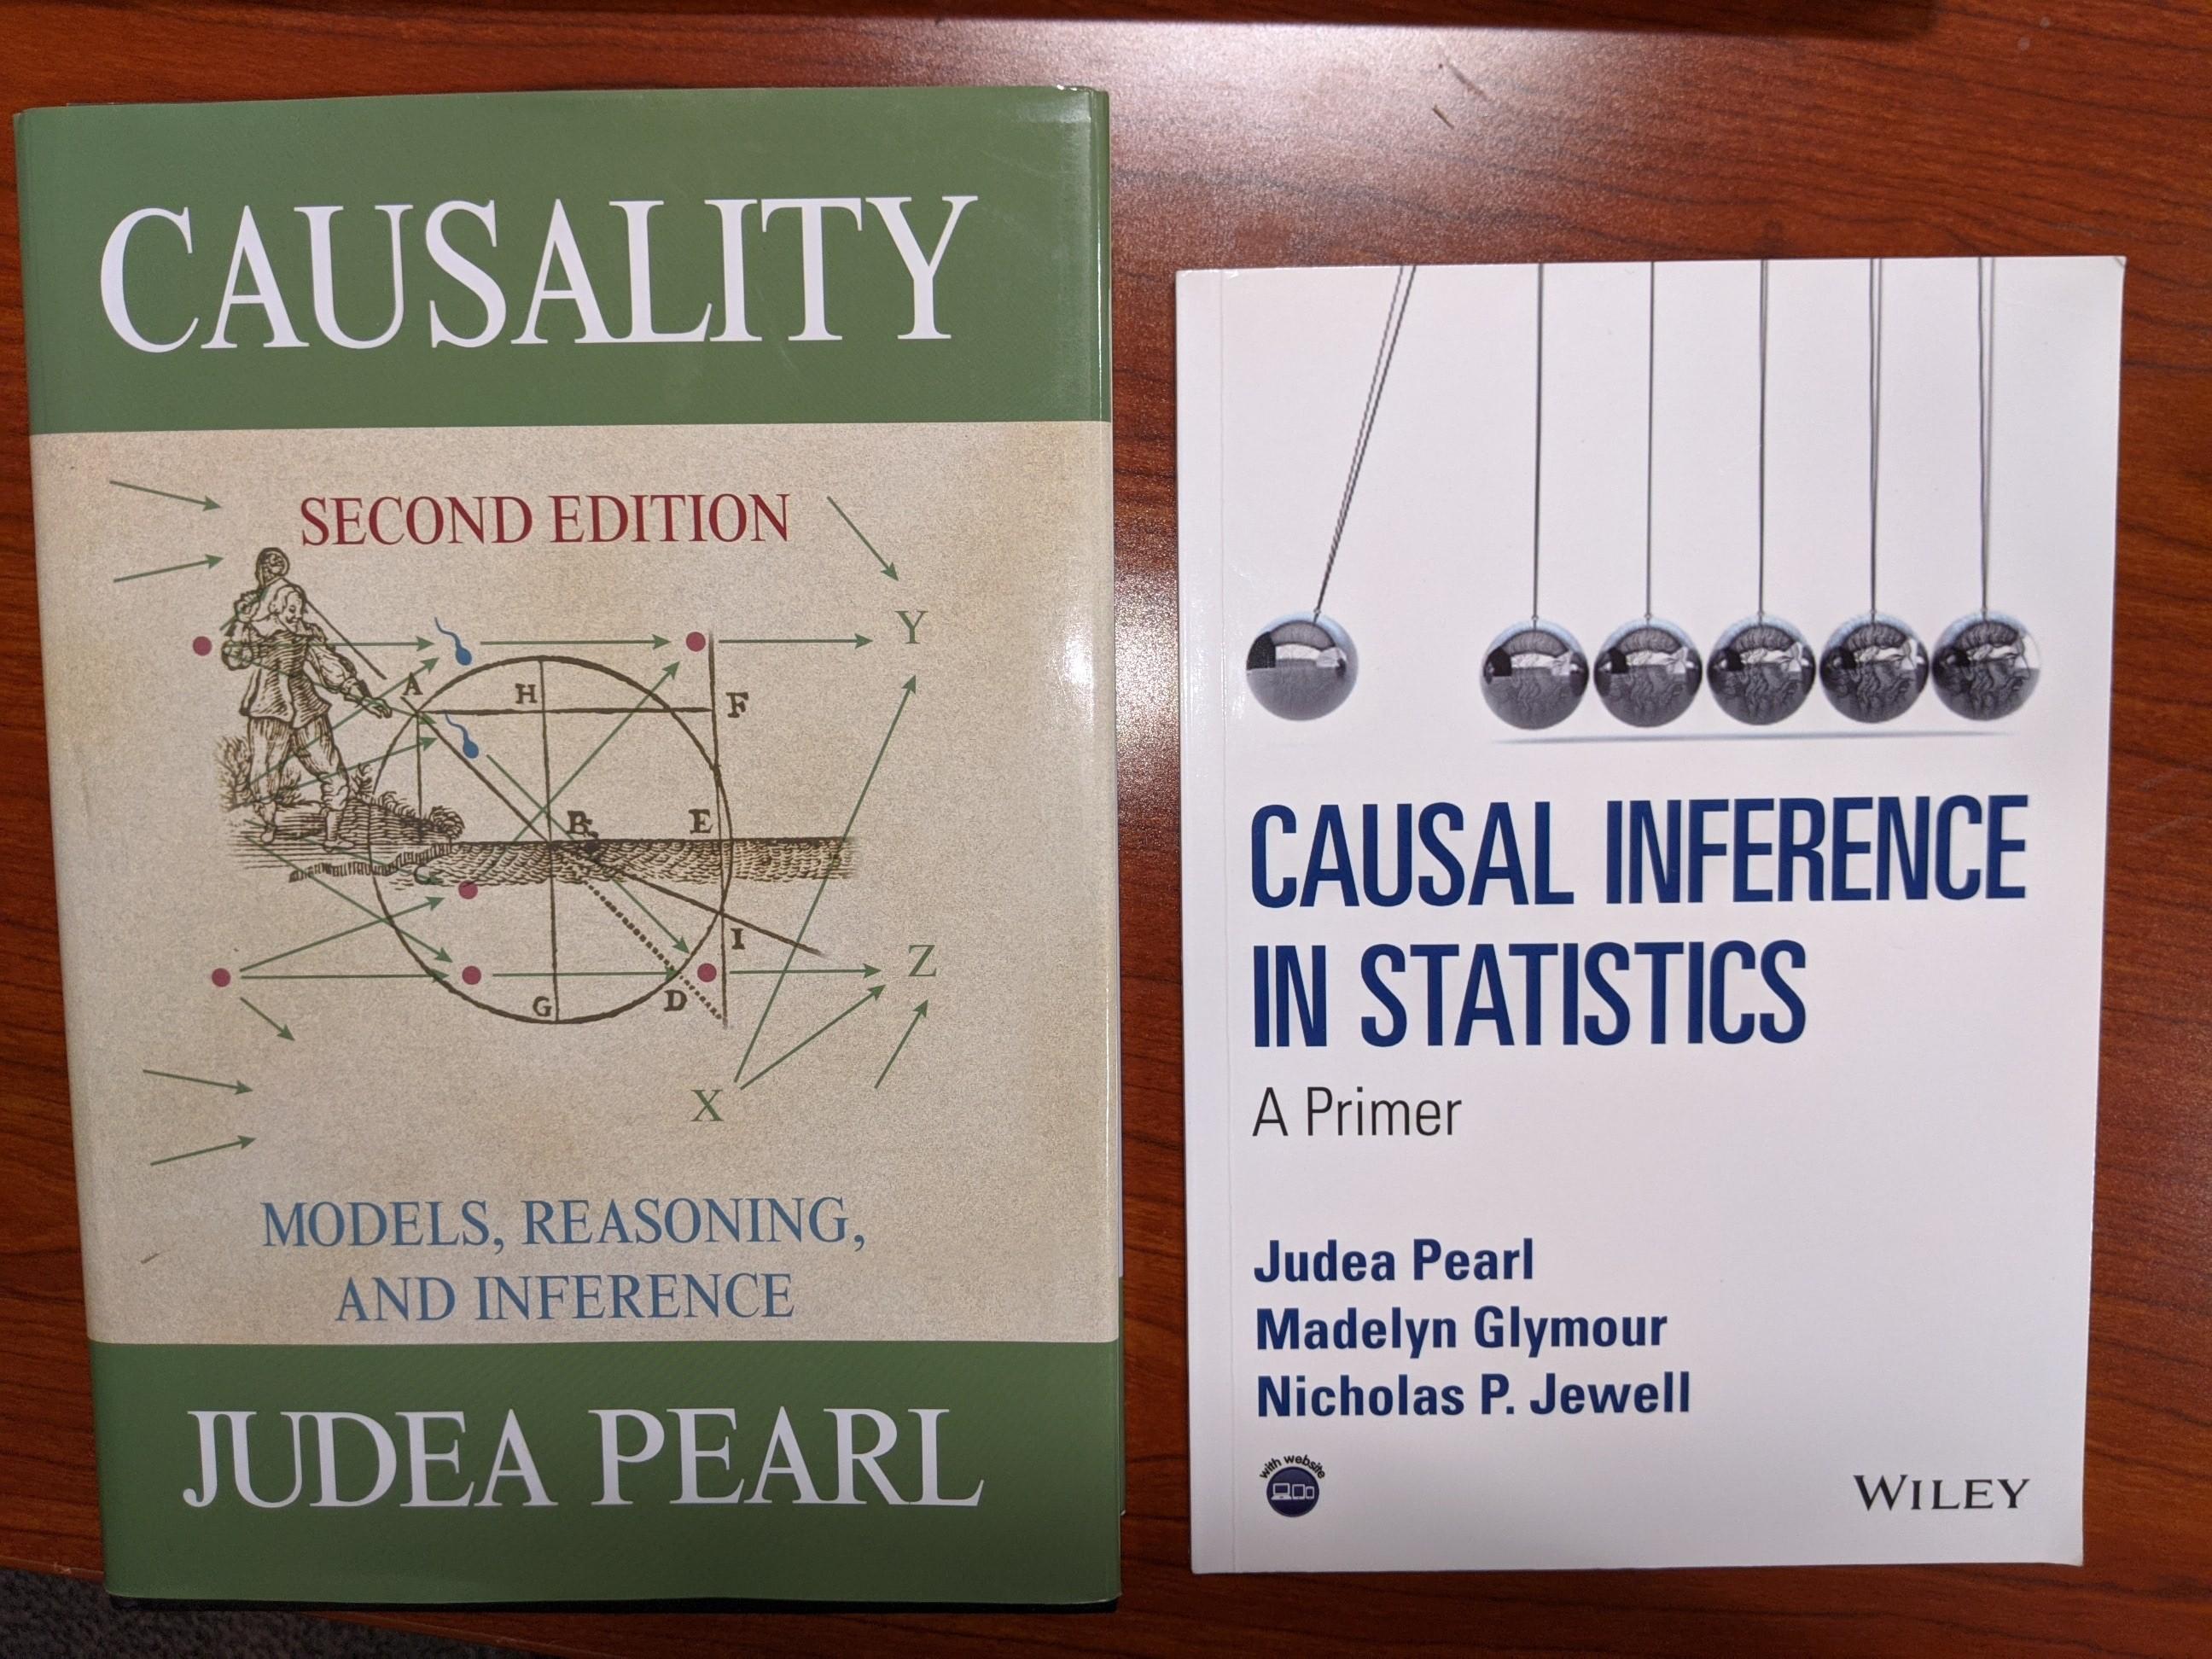 CAUSALITY
SECOND EDITION
Y
A
H
F
B
E
C
I
Z
G
D
X
MODELS, REASONING,
AND INFERENCE
JUDEA PEARL
CAUSAL INFERENCE
IN STATISTICS
A Primer
Judea Pearl
Madelyn Glymour
Nicholas P. Jewell
with website
WILEY